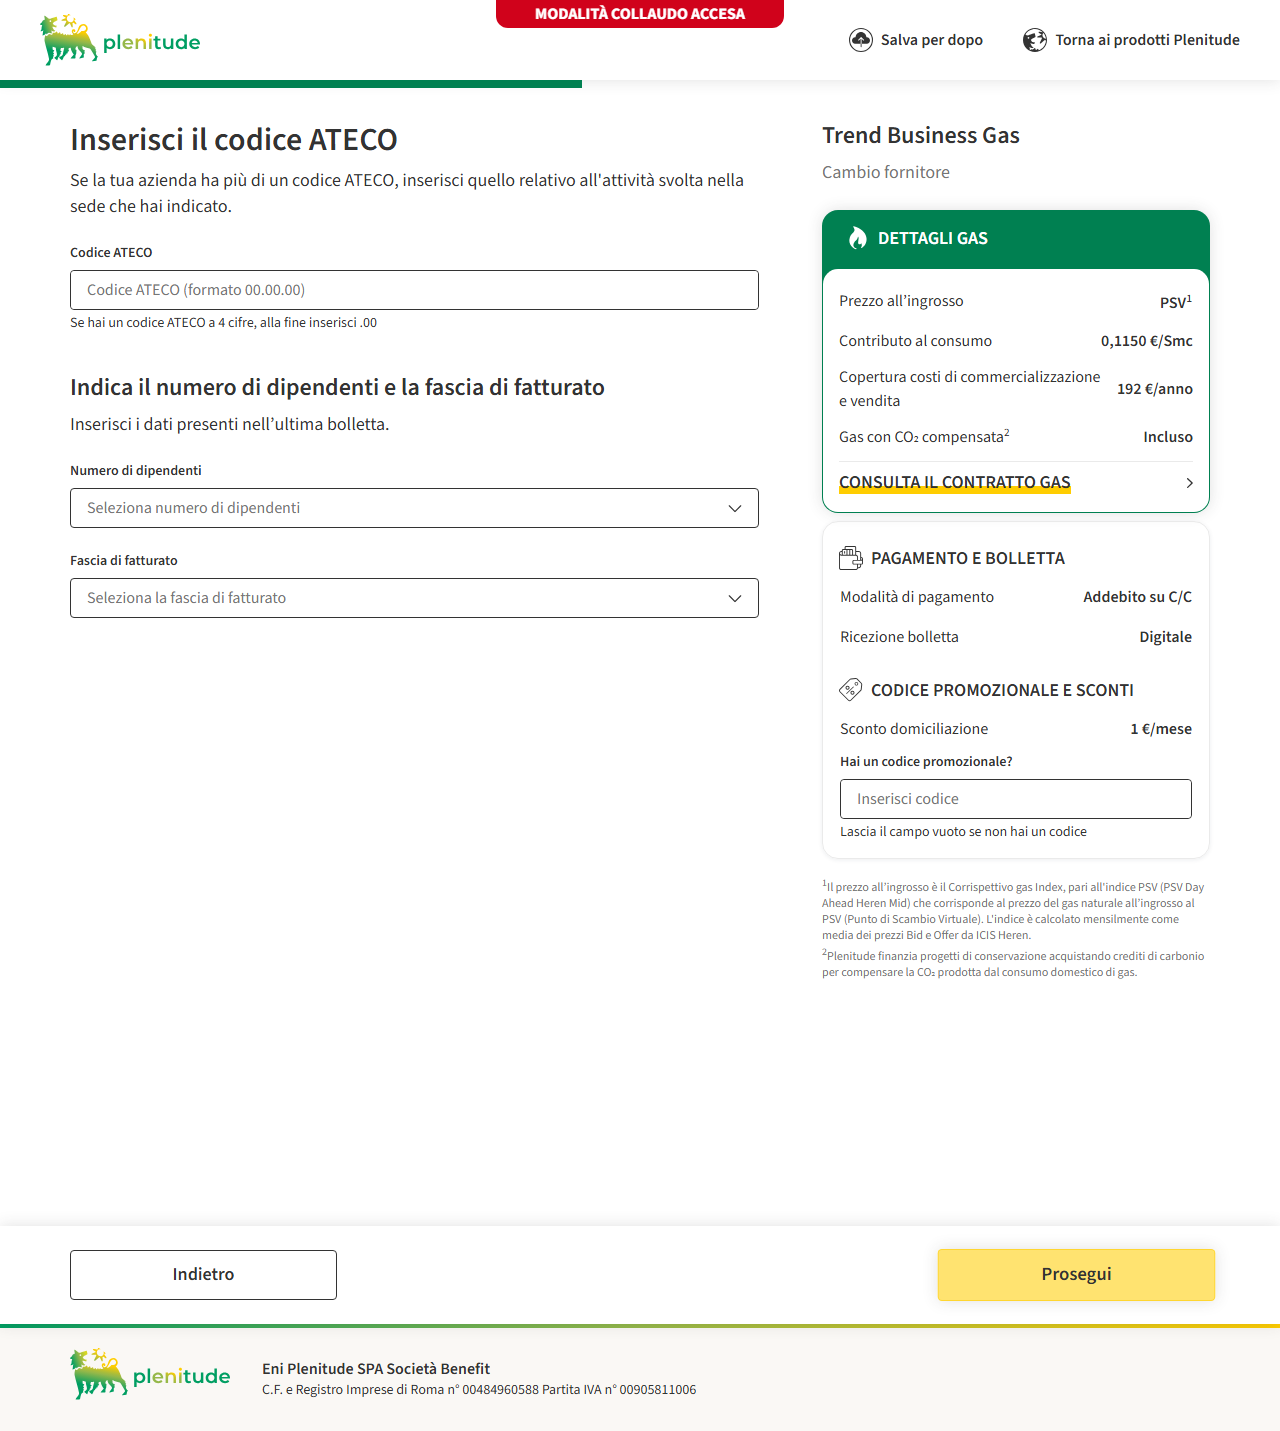 plenitude
MODALITÀ COLLAUDO ACCESA
Salva per dopo
Torna ai prodotti Plenitude
Inserisci il codice ATECO
Se la tua azienda ha più di un codice ATECO, inserisci quello relativo all'attività svolta nella
sede che hai indicato.
Codice ATECO
Codice ATECO (formato 00.00.00)
Se hai un codice ATECO a 4 cifre, alla fine inserisci .00
Indica il numero di dipendenti e la fascia di fatturato
Inserisci i dati presenti nell’ultima bolletta.
Numero di dipendenti
Seleziona numero di dipendenti
Fascia di fatturato
Seleziona la fascia di fatturato
Trend Business Gas
Cambio fornitore
DETTAGLI GAS
Prezzo all’ingrosso PSV¹
Contributo al consumo 0,1150 €/Smc
Copertura costi di commercializzazione
e vendita 192 €/anno
Gas con CO₂ compensata² Incluso
CONSULTA IL CONTRATTO GAS
PAGAMENTO E BOLLETTA
Modalità di pagamento Addebito su C/C
Ricezione bolletta Digitale
CODICE PROMOZIONALE E SCONTI
Sconto domiciliazione 1 €/mese
Hai un codice promozionale?
Inserisci codice
Lascia il campo vuoto se non hai un codice
¹Il prezzo all’ingrosso è il Corrispettivo gas Index, pari all'indice PSV (PSV Day
Ahead Heren Mid) che corrisponde al prezzo del gas naturale all’ingrosso al
PSV (Punto di Scambio Virtuale). L'indice è calcolato mensilmente come
media dei prezzi Bid e Offer da ICIS Heren.
²Plenitude finanzia progetti di conservazione acquistando crediti di carbonio
per compensare la CO₂ prodotta dal consumo domestico di gas.
Indietro
Prosegui
plenitude
Eni Plenitude SPA Società Benefit
C.F. e Registro Imprese di Roma n° 00484960588 Partita IVA n° 00905811006